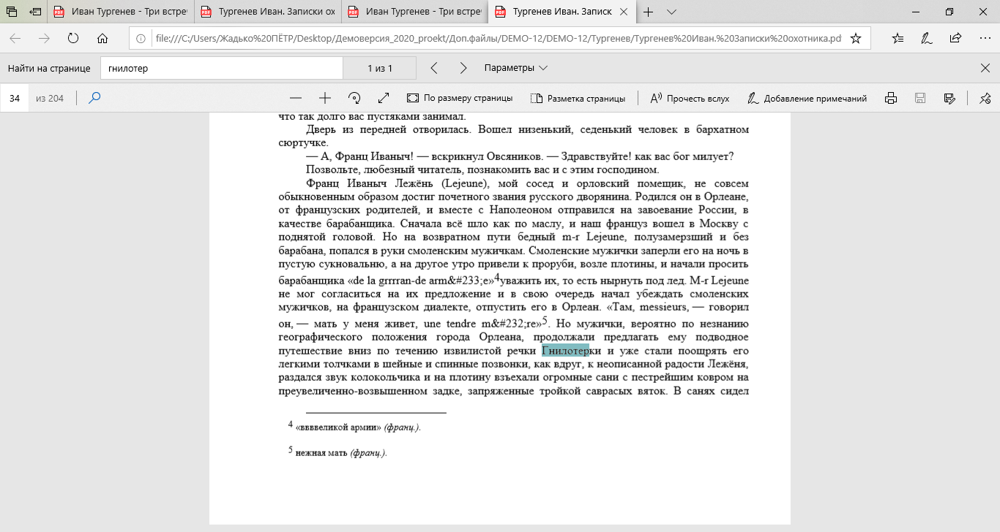 Иван Тургенев - Три встре
Тургенев Иван. Записки ох
Иван Тургенев - Три встре
Тургенев Иван. Записк
file:///C:/Users/Жадько%20ПЁТР/Desktop/Демоверсия_2020_proekt/Доп.файлы/DEMO-12/DEMO-12/Тургенев/Тургенев%20Иван.%20Записки%20охотника.pd
Найти на странице
гнилотер
1 из 1
Параметры
34 из 204
По размеру страницы
Разметка страницы
Прочесть вслух
Добавление примечаний
что так долго вас пустяками занимал.
Дверь из передней отворилась. Вошел низенький, седенький человек в бархатном
сюртучке.
— А, Франц Иваныч! — вскрикнул Овсяников. — Здравствуйте! как вас бог милует?
Позвольте, любезный читатель, познакомить вас и с этим господином.
Франц Иваныч Лежёнь (Lejeune), мой сосед и орловский помещик, не совсем
обыкновенным образом достиг почетного звания русского дворянина. Родился он в Орлеане,
от французских родителей, и вместе с Наполеоном отправился на завоевание России, в
качестве барабанщика. Сначала всё шло как по маслу, и наш француз вошел в Москву с
поднятой головой. Но на возвратном пути бедный m-r Lejeune, полузамерзший и без
барабана, попался в руки смоленским мужичкам. Смоленские мужички заперли его на ночь в
пустую сукновальню, а на другое утро привели к проруби, возле плотины, и начали просить
барабанщика «de la grrrran-de arm&#233;e»4уважить их, то есть нырнуть под лед. M-r Lejeune
не мог согласиться на их предложение и в свою очередь начал убеждать смоленских
мужичков, на французском диалекте, отпустить его в Орлеан. «Там, messieurs, — говорил
он, — мать у меня живет, une tendre m&#232;re»5. Но мужички, вероятно по незнанию
географического положения города Орлеана, продолжали предлагать ему подводное
путешествие вниз по течению извилистой речки Гнилотерки и уже стали поощрять его
легкими толчками в шейные и спинные позвонки, как вдруг, к неописанной радости Лежёня,
раздался звук колокольчика и на плотину взъехали огромные сани с пестрейшим ковром на
преувеличенно-возвышенном задке, запряженные тройкой саврасых вяток. В санях сидел
4 «ввввеликой армии» (франц.).
5 нежная мать (франц.).